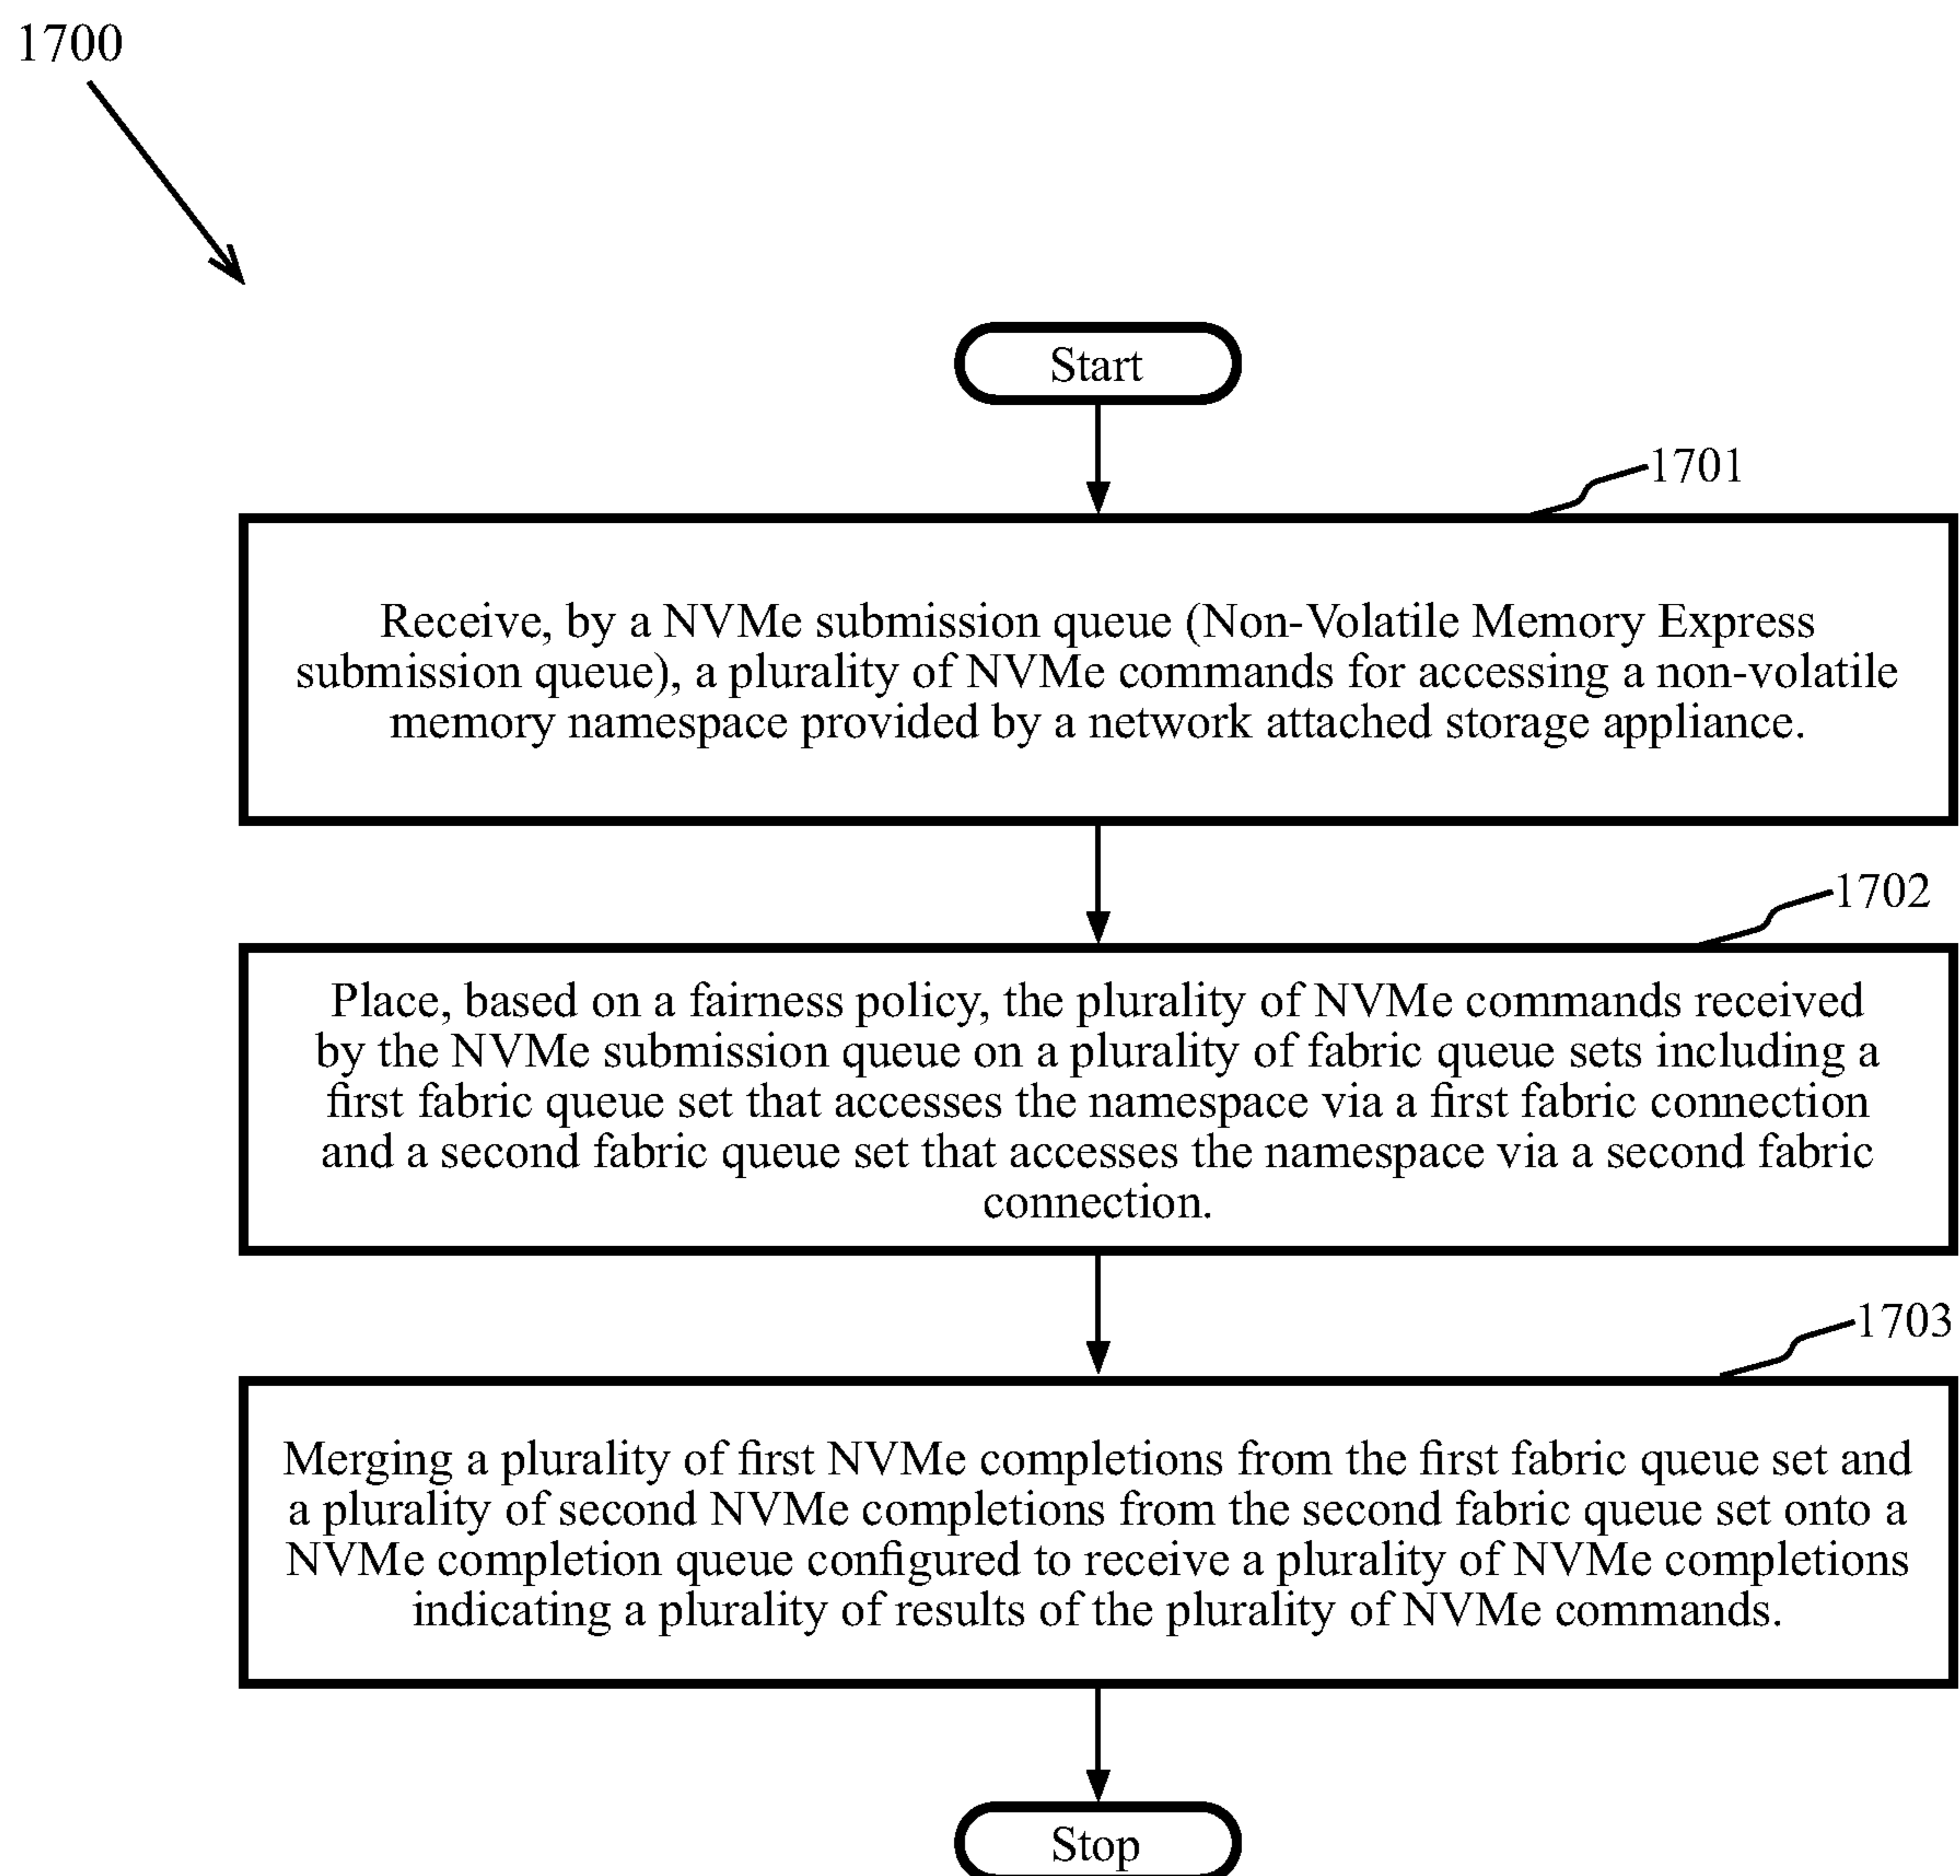 1700
Start
1701
Receive, by a NVMe submission queue (Non-Volatile Memory Express
submission queue), a plurality of NVMe commands for accessing a non-volatile
memory namespace provided by a network attached storage appliance.
1702
Place, based on a fairness policy, the plurality of NVMe commands received
by the NVMe submission queue on a plurality of fabric queue sets including a
first fabric queue set that accesses the namespace via a first fabric connection
and a second fabric queue set that accesses the namespace via a second fabric
connection.
1703
Merging a plurality of first NVMe completions from the first fabric queue set and
a plurality of second NVMe completions from the second fabric queue set onto a
NVMe completion queue configured to receive a plurality of NVMe completions
indicating a plurality of results of the plurality of NVMe commands.
Stop